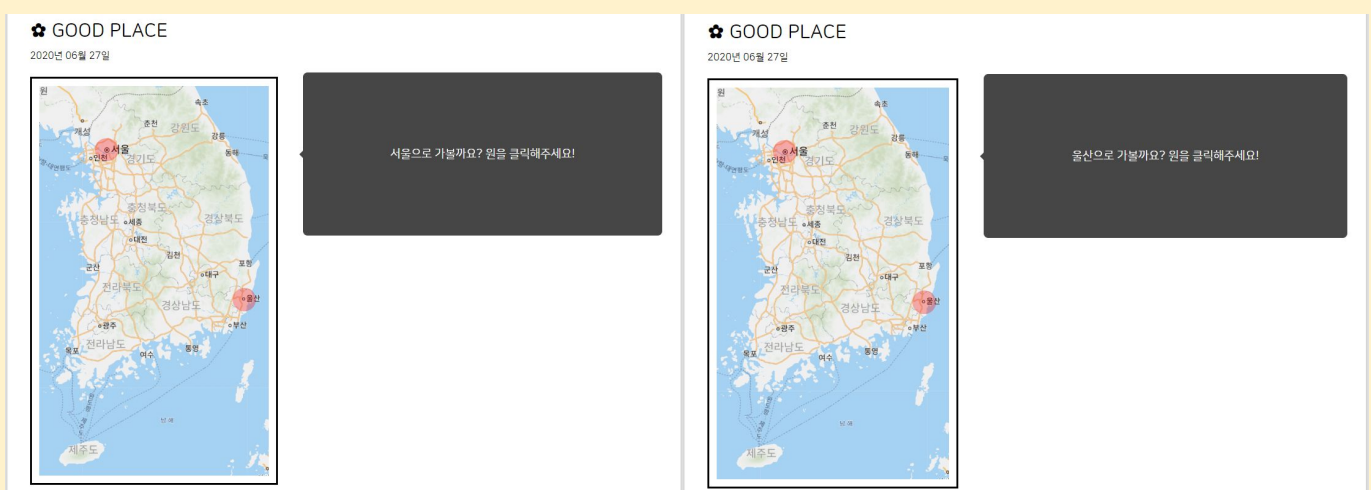 ✿ GOOD PLACE
2020년 06월 27일
원
속초
춘천
강원도
개성
강릉
서울
인천
경기도
동해
충청북도
충청남도
세종
경상북도
대전
김천
군산
포항
대구
전라북도
울산
경상남도
광주
부산
전라남도
목포
여수
통영
남해
제주도
서울으로 가볼까요? 원을 클릭해주세요!
✿ GOOD PLACE
2020년 06월 27일
원
속초
춘천
강원도
개성
강릉
서울
인천
경기도
동해
충청북도
충청남도
세종
경상북도
대전
김천
군산
포항
대구
전라북도
울산
경상남도
광주
부산
전라남도
목포
여수
통영
남해
제주도
울산으로 가볼까요? 원을 클릭해주세요!